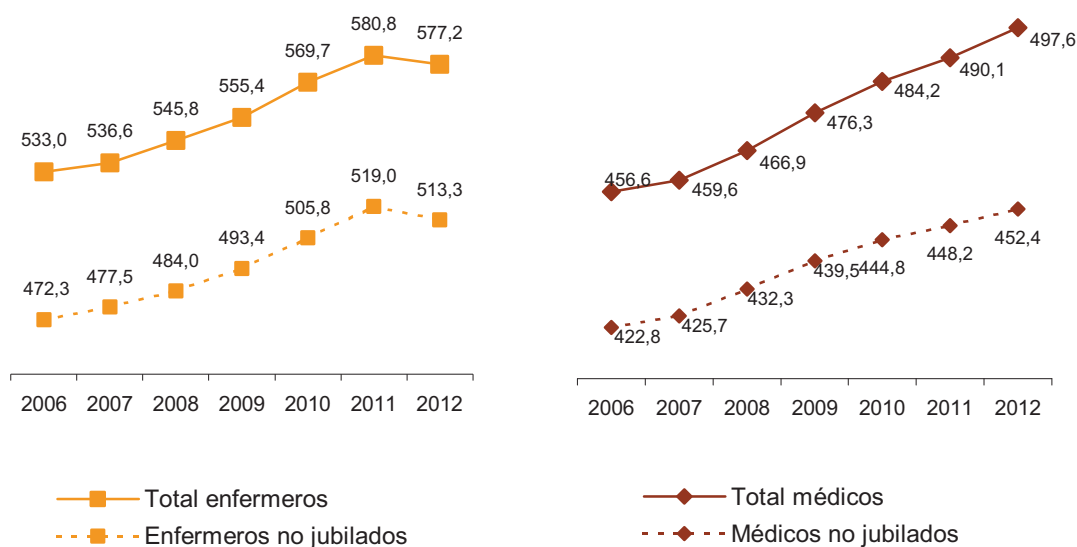 533,0 536,6 545,8 555,4 569,7 580,8 577,2
472,3 477,5 484,0 493,4 505,8 519,0 513,3
2006 2007 2008 2009 2010 2011 2012
Total enfermeros
Enfermeros no jubilados
456,6 459,6 466,9 476,3 484,2 490,1 497,6
422,8 425,7 432,3 439,5 444,8 448,2 452,4
2006 2007 2008 2009 2010 2011 2012
Total médicos
Médicos no jubilados